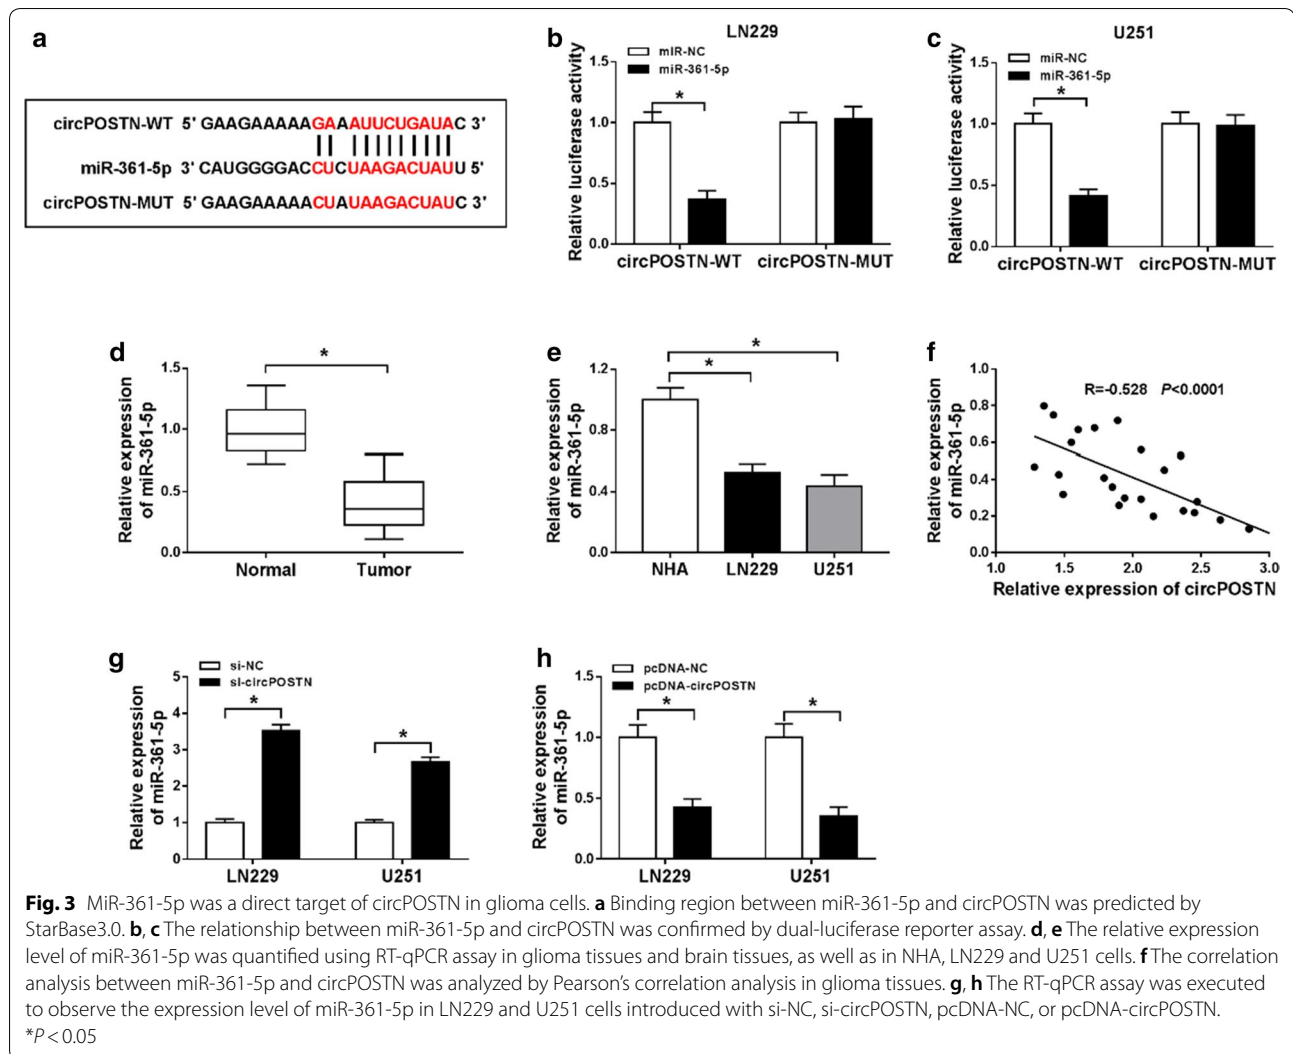 a
circPOSTN-WT 5' GAAGAAAAAGAAAUUCUGAUAC 3'
miR-361-5p 3' CAUGGGGACCUCUAAGACUAUU 5'
circPOSTN-MUT 5' GAAGAAAAACUAUAAGACUAUC 3'
b
LN229
miR-NC
miR-361-5p
Relative luciferase activity
1.5
1.0
0.5
0.0
*
circPOSTN-WT circPOSTN-MUT
c
U251
miR-NC
miR-361-5p
Relative luciferase activity
1.5
1.0
0.5
0.0
*
circPOSTN-WT circPOSTN-MUT
d
Relative expression
of miR-361-5p
1.5
1.0
0.5
0.0
*
Normal Tumor
e
Relative expression
of miR-361-5p
1.2
0.8
0.4
0.0
*
*
NHA LN229 U251
f
Relative expression
of miR-361-5p
1.0
0.8
0.6
0.4
0.2
0.0
R=-0.528 P<0.0001
1.0 1.5 2.0 2.5 3.0
Relative expression of circPOSTN
g
si-NC
si-circPOSTN
Relative expression
of miR-361-5p
5
4
3
2
1
0
*
*
LN229 U251
h
pcDNA-NC
pcDNA-circPOSTN
Relative expression
of miR-361-5p
1.5
1.0
0.5
0.0
*
*
LN229 U251
Fig. 3 MiR-361-5p was a direct target of circPOSTN in glioma cells. a Binding region between miR-361-5p and circPOSTN was predicted by
StarBase3.0. b, c The relationship between miR-361-5p and circPOSTN was confirmed by dual-luciferase reporter assay. d, e The relative expression
level of miR-361-5p was quantified using RT-qPCR assay in glioma tissues and brain tissues, as well as in NHA, LN229 and U251 cells. f The correlation
analysis between miR-361-5p and circPOSTN was analyzed by Pearson's correlation analysis in glioma tissues. g, h The RT-qPCR assay was executed
to observe the expression level of miR-361-5p in LN229 and U251 cells introduced with si-NC, si-circPOSTN, pcDNA-NC, or pcDNA-circPOSTN.
*P < 0.05